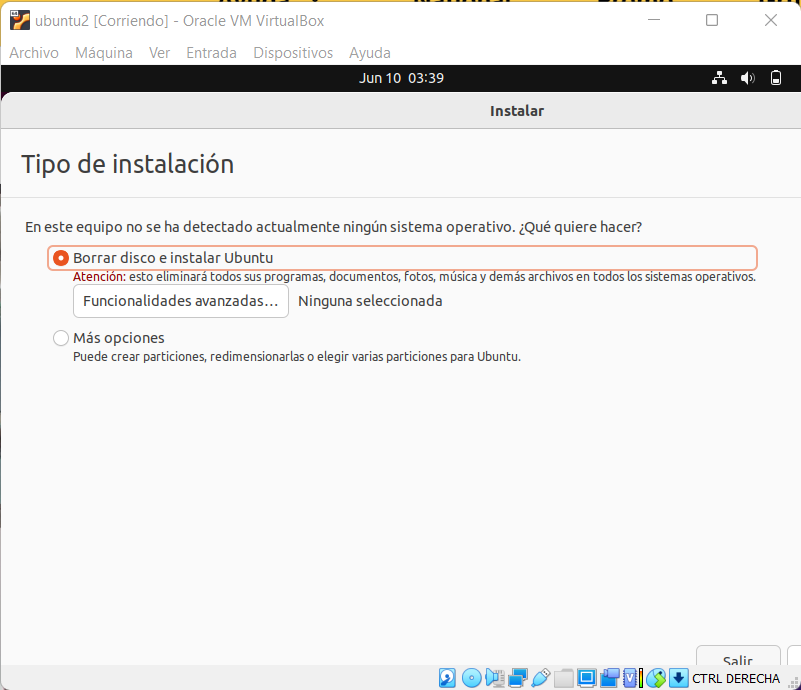 ubuntu2 [Corriendo] - Oracle VM VirtualBox
Archivo Máquina Ver Entrada Dispositivos Ayuda
Jun 10 03:39
Instalar
Tipo de instalación
En este equipo no se ha detectado actualmente ningún sistema operativo. ¿Qué quiere hacer?
Borrar disco e instalar Ubuntu
Atención: esto eliminará todos sus programas, documentos, fotos, música y demás archivos en todos los sistemas operativos.
Funcionalidades avanzadas... Ninguna seleccionada
Más opciones
Puede crear particiones, redimensionarlas o elegir varias particiones para Ubuntu.
Salir
CTRL DERECHA